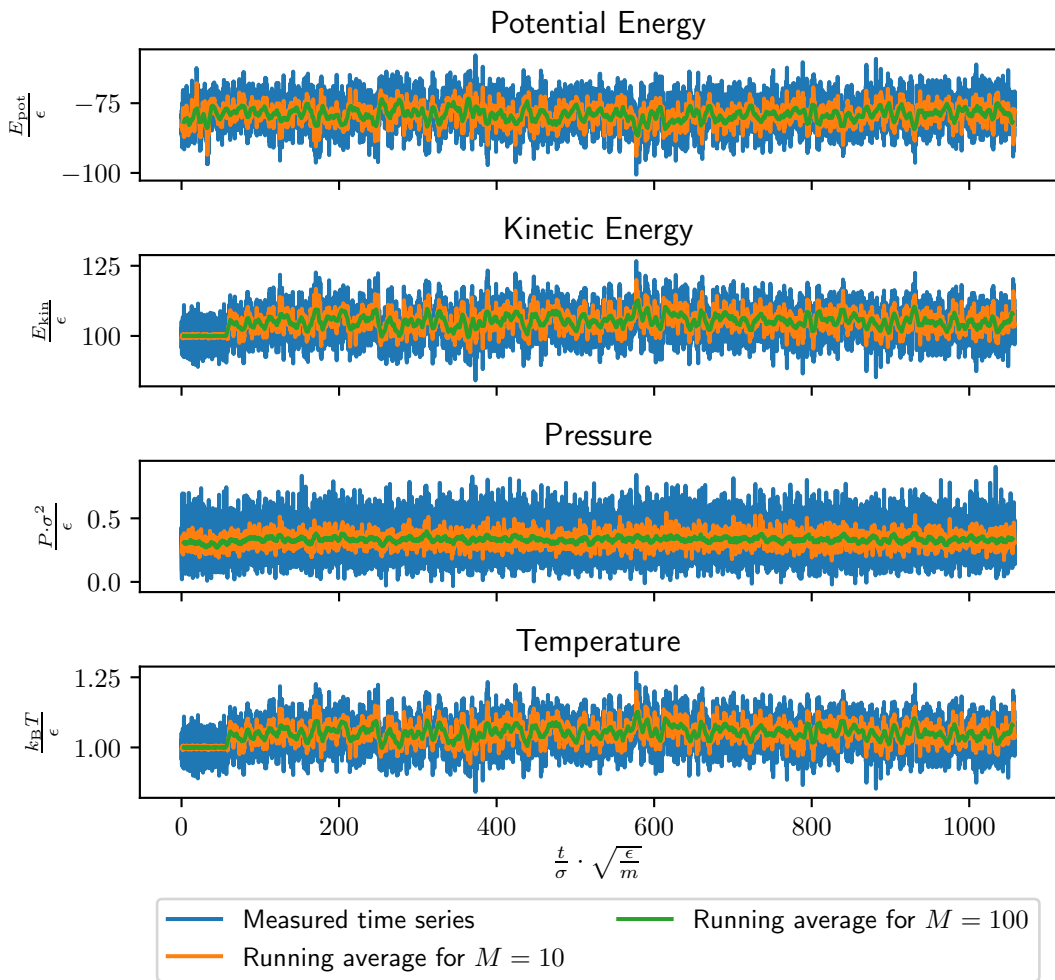 Potential Energy
E_pot/ϵ
−75
−100
Kinetic Energy
E_kin/ϵ
125
100
Pressure
P·σ²/ϵ
0.5
0.0
Temperature
k_B T/ϵ
1.25
1.00
0 200 400 600 800 1000
t/σ · √(ϵ/m)
Measured time series
Running average for M = 10
Running average for M = 100